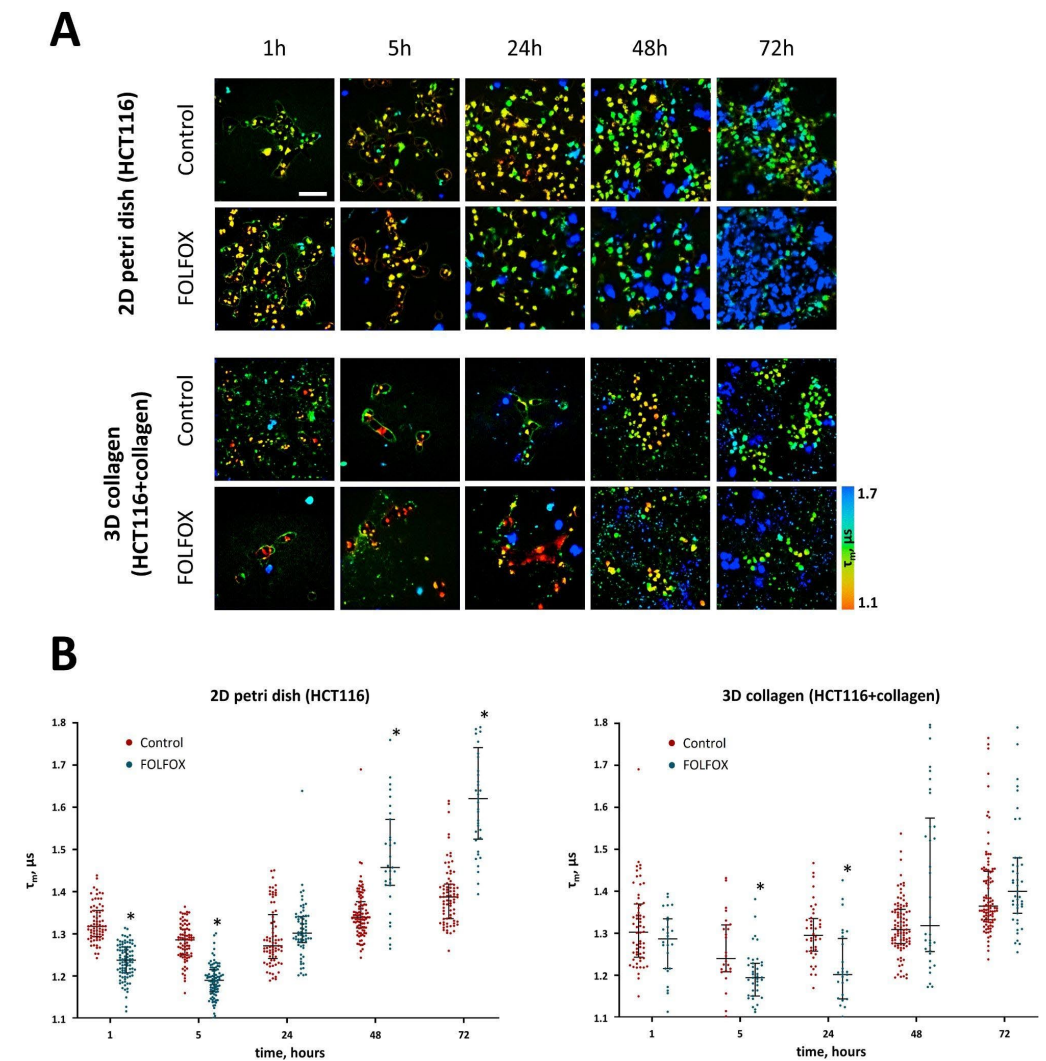 A
1h 5h 24h 48h 72h
2D petri dish (HCT116)
Control
FOLFOX
3D collagen
(HCT116+collagen)
Control
FOLFOX
1.7
τm, μs
1.1
B
2D petri dish (HCT116)
Control
FOLFOX
* * * *
τm, μs
1.8
1.7
1.6
1.5
1.4
1.3
1.2
1.1
1 5 24 48 72
time, hours
3D collagen (HCT116+collagen)
Control
FOLFOX
* *
τm, μs
1.8
1.7
1.6
1.5
1.4
1.3
1.2
1.1
1 5 24 48 72
time, hours